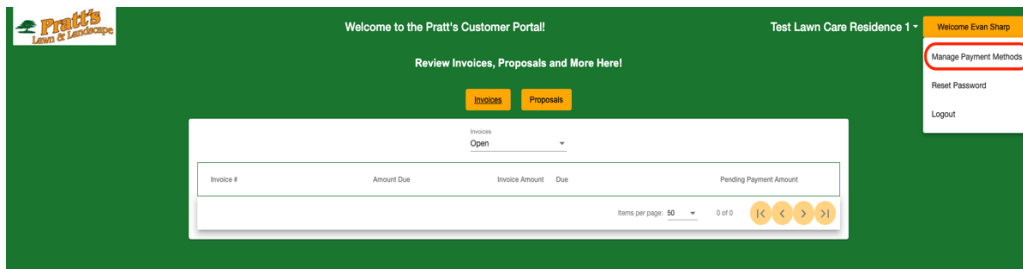 Pratt's
Lawn & Landscape
Welcome to the Pratt's Customer Portal!
Test Lawn Care Residence 1
Welcome Evan Sharp
Manage Payment Methods
Reset Password
Logout
Review Invoices, Proposals and More Here!
Invoices Proposals
Invoices
Open
Invoice # Amount Due Invoice Amount Due Pending Payment Amount
Items per page: 50 0 of 0